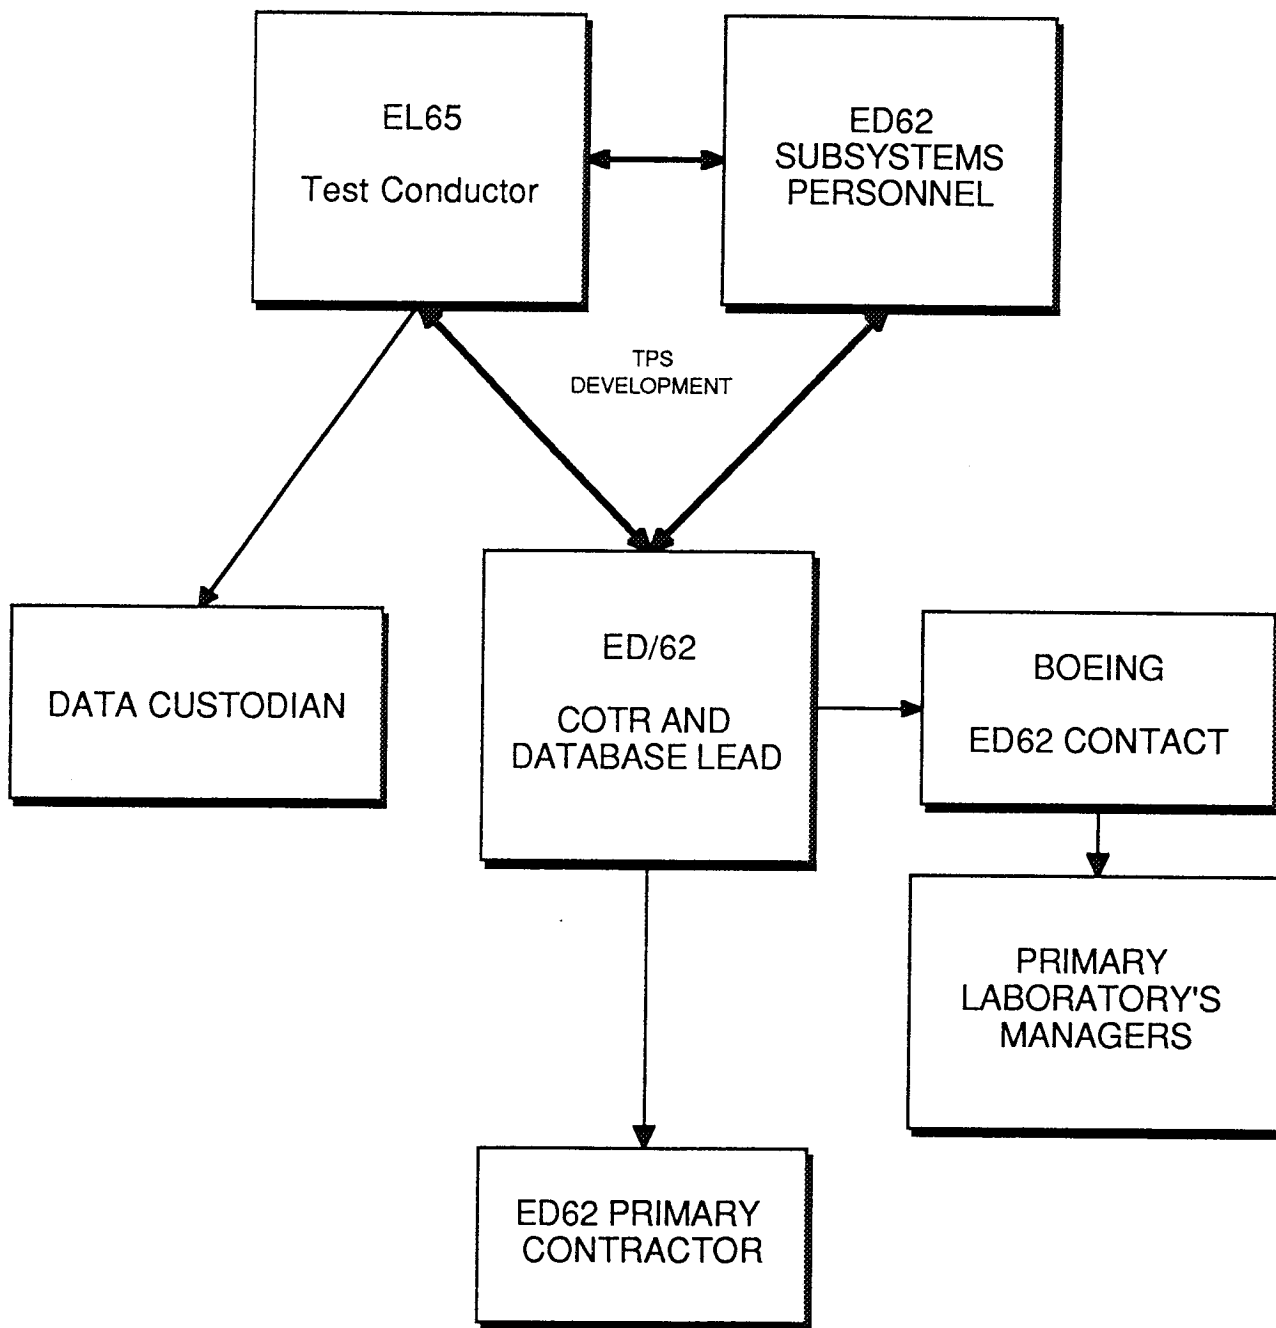 EL65
Test Conductor
ED62
SUBSYSTEMS
PERSONNEL
TPS
DEVELOPMENT
DATA CUSTODIAN
ED/62
COTR AND
DATABASE LEAD
BOEING
ED62 CONTACT
PRIMARY
LABORATORY'S
MANAGERS
ED62 PRIMARY
CONTRACTOR